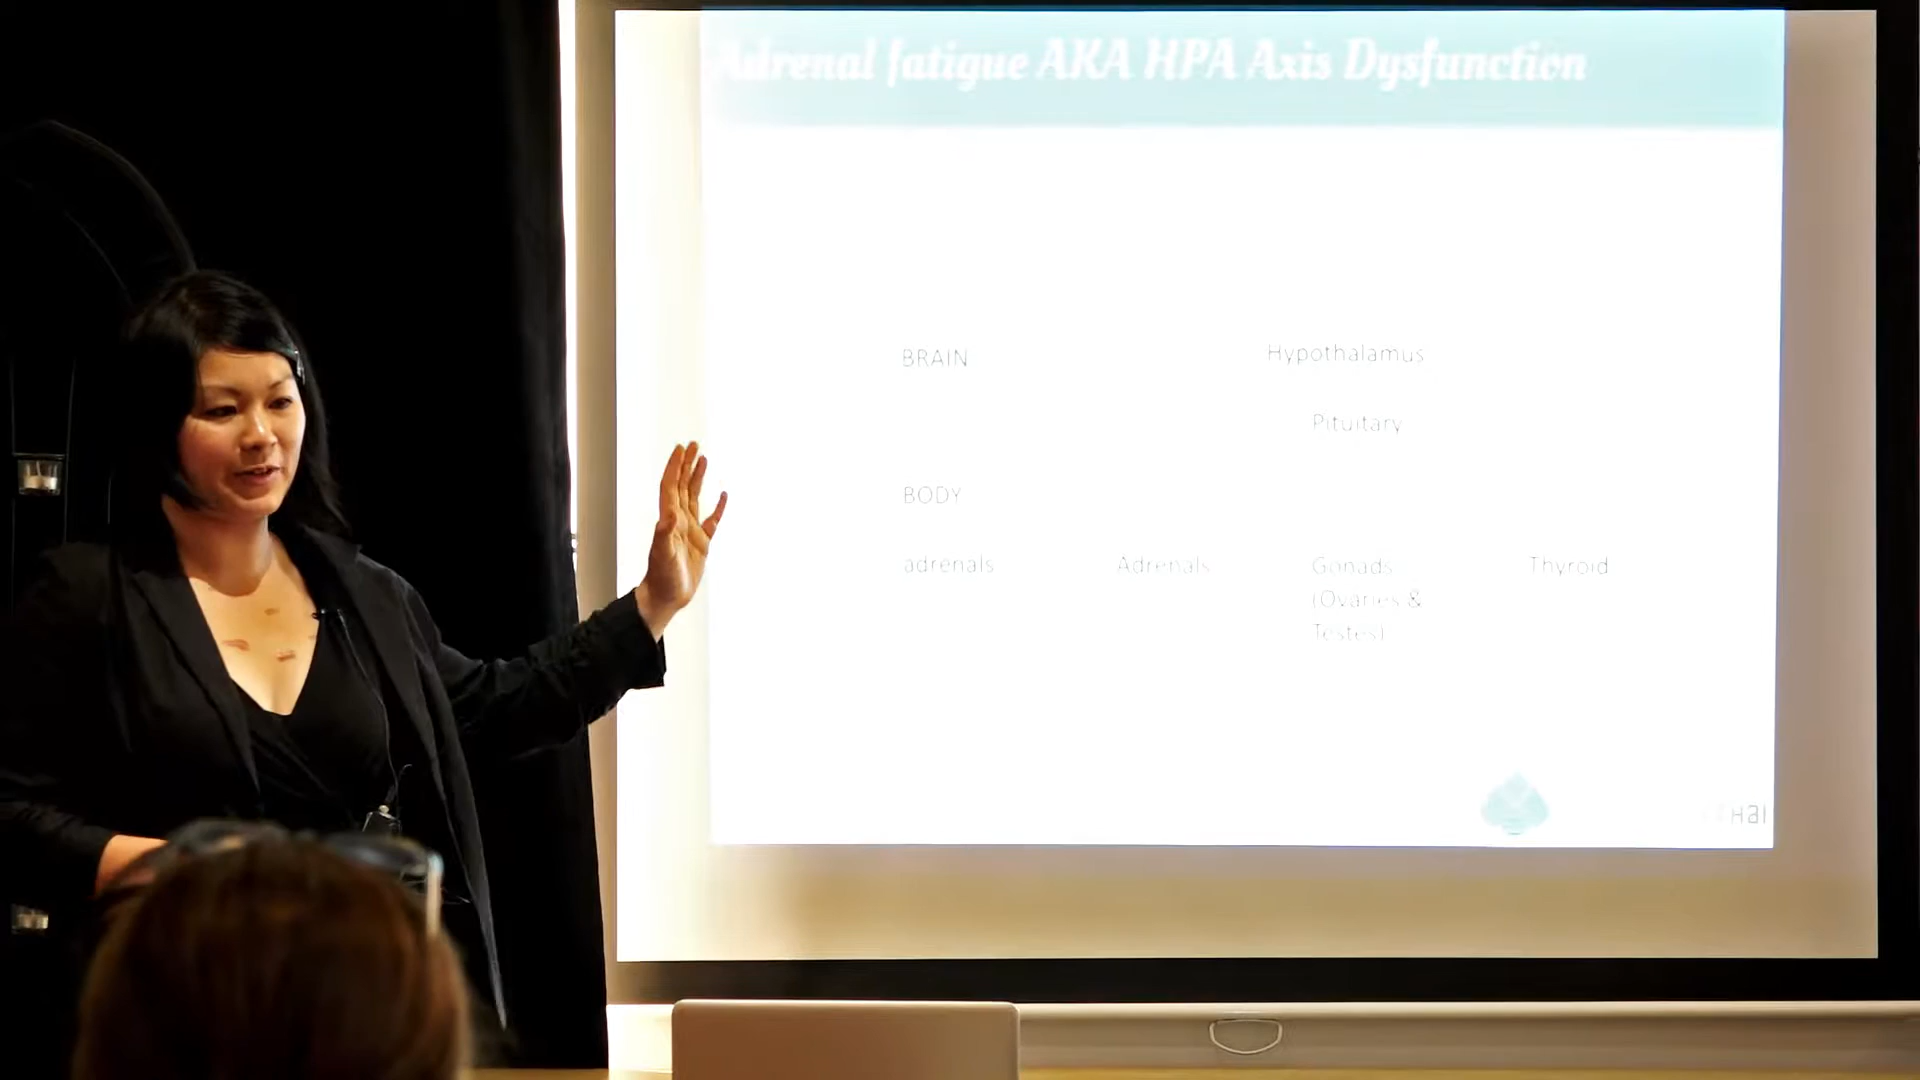 Adrenal fatigue AKA HPA Axis Dysfunction
BRAIN
Hypothalamus
Pituitary
BODY
adrenals
Adrenals
Gonads
(Ovaries &
Testes)
Thyroid